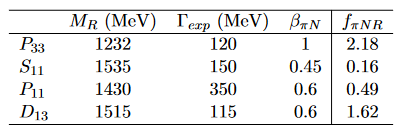 M_R (MeV) Γ_exp (MeV) β_πN f_πNR
P_33 1232 120 1 2.18
S_11 1535 150 0.45 0.16
P_11 1430 350 0.6 0.49
D_13 1515 115 0.6 1.62